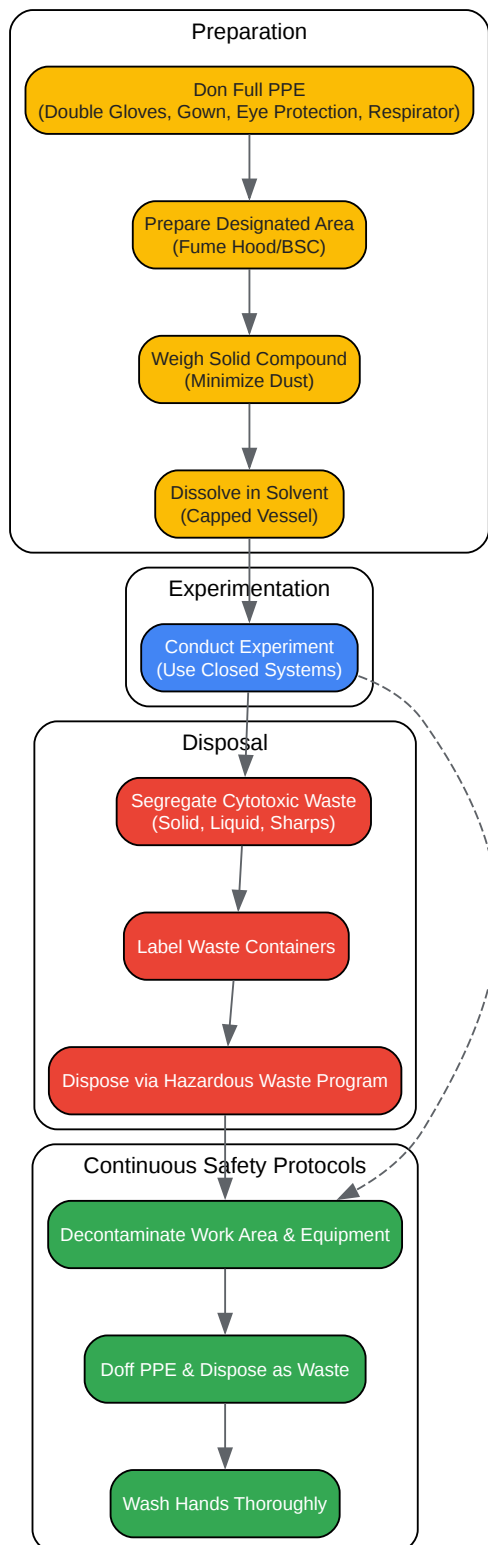 Preparation
Don Full PPE
(Double Gloves, Gown, Eye Protection, Respirator)
Prepare Designated Area
(Fume Hood/BSC)
Weigh Solid Compound
(Minimize Dust)
Dissolve in Solvent
(Capped Vessel)
Experimentation
Conduct Experiment
(Use Closed Systems)
Disposal
Segregate Cytotoxic Waste
(Solid, Liquid, Sharps)
Label Waste Containers
Dispose via Hazardous Waste Program
Continuous Safety Protocols
Decontaminate Work Area & Equipment
Doff PPE & Dispose as Waste
Wash Hands Thoroughly